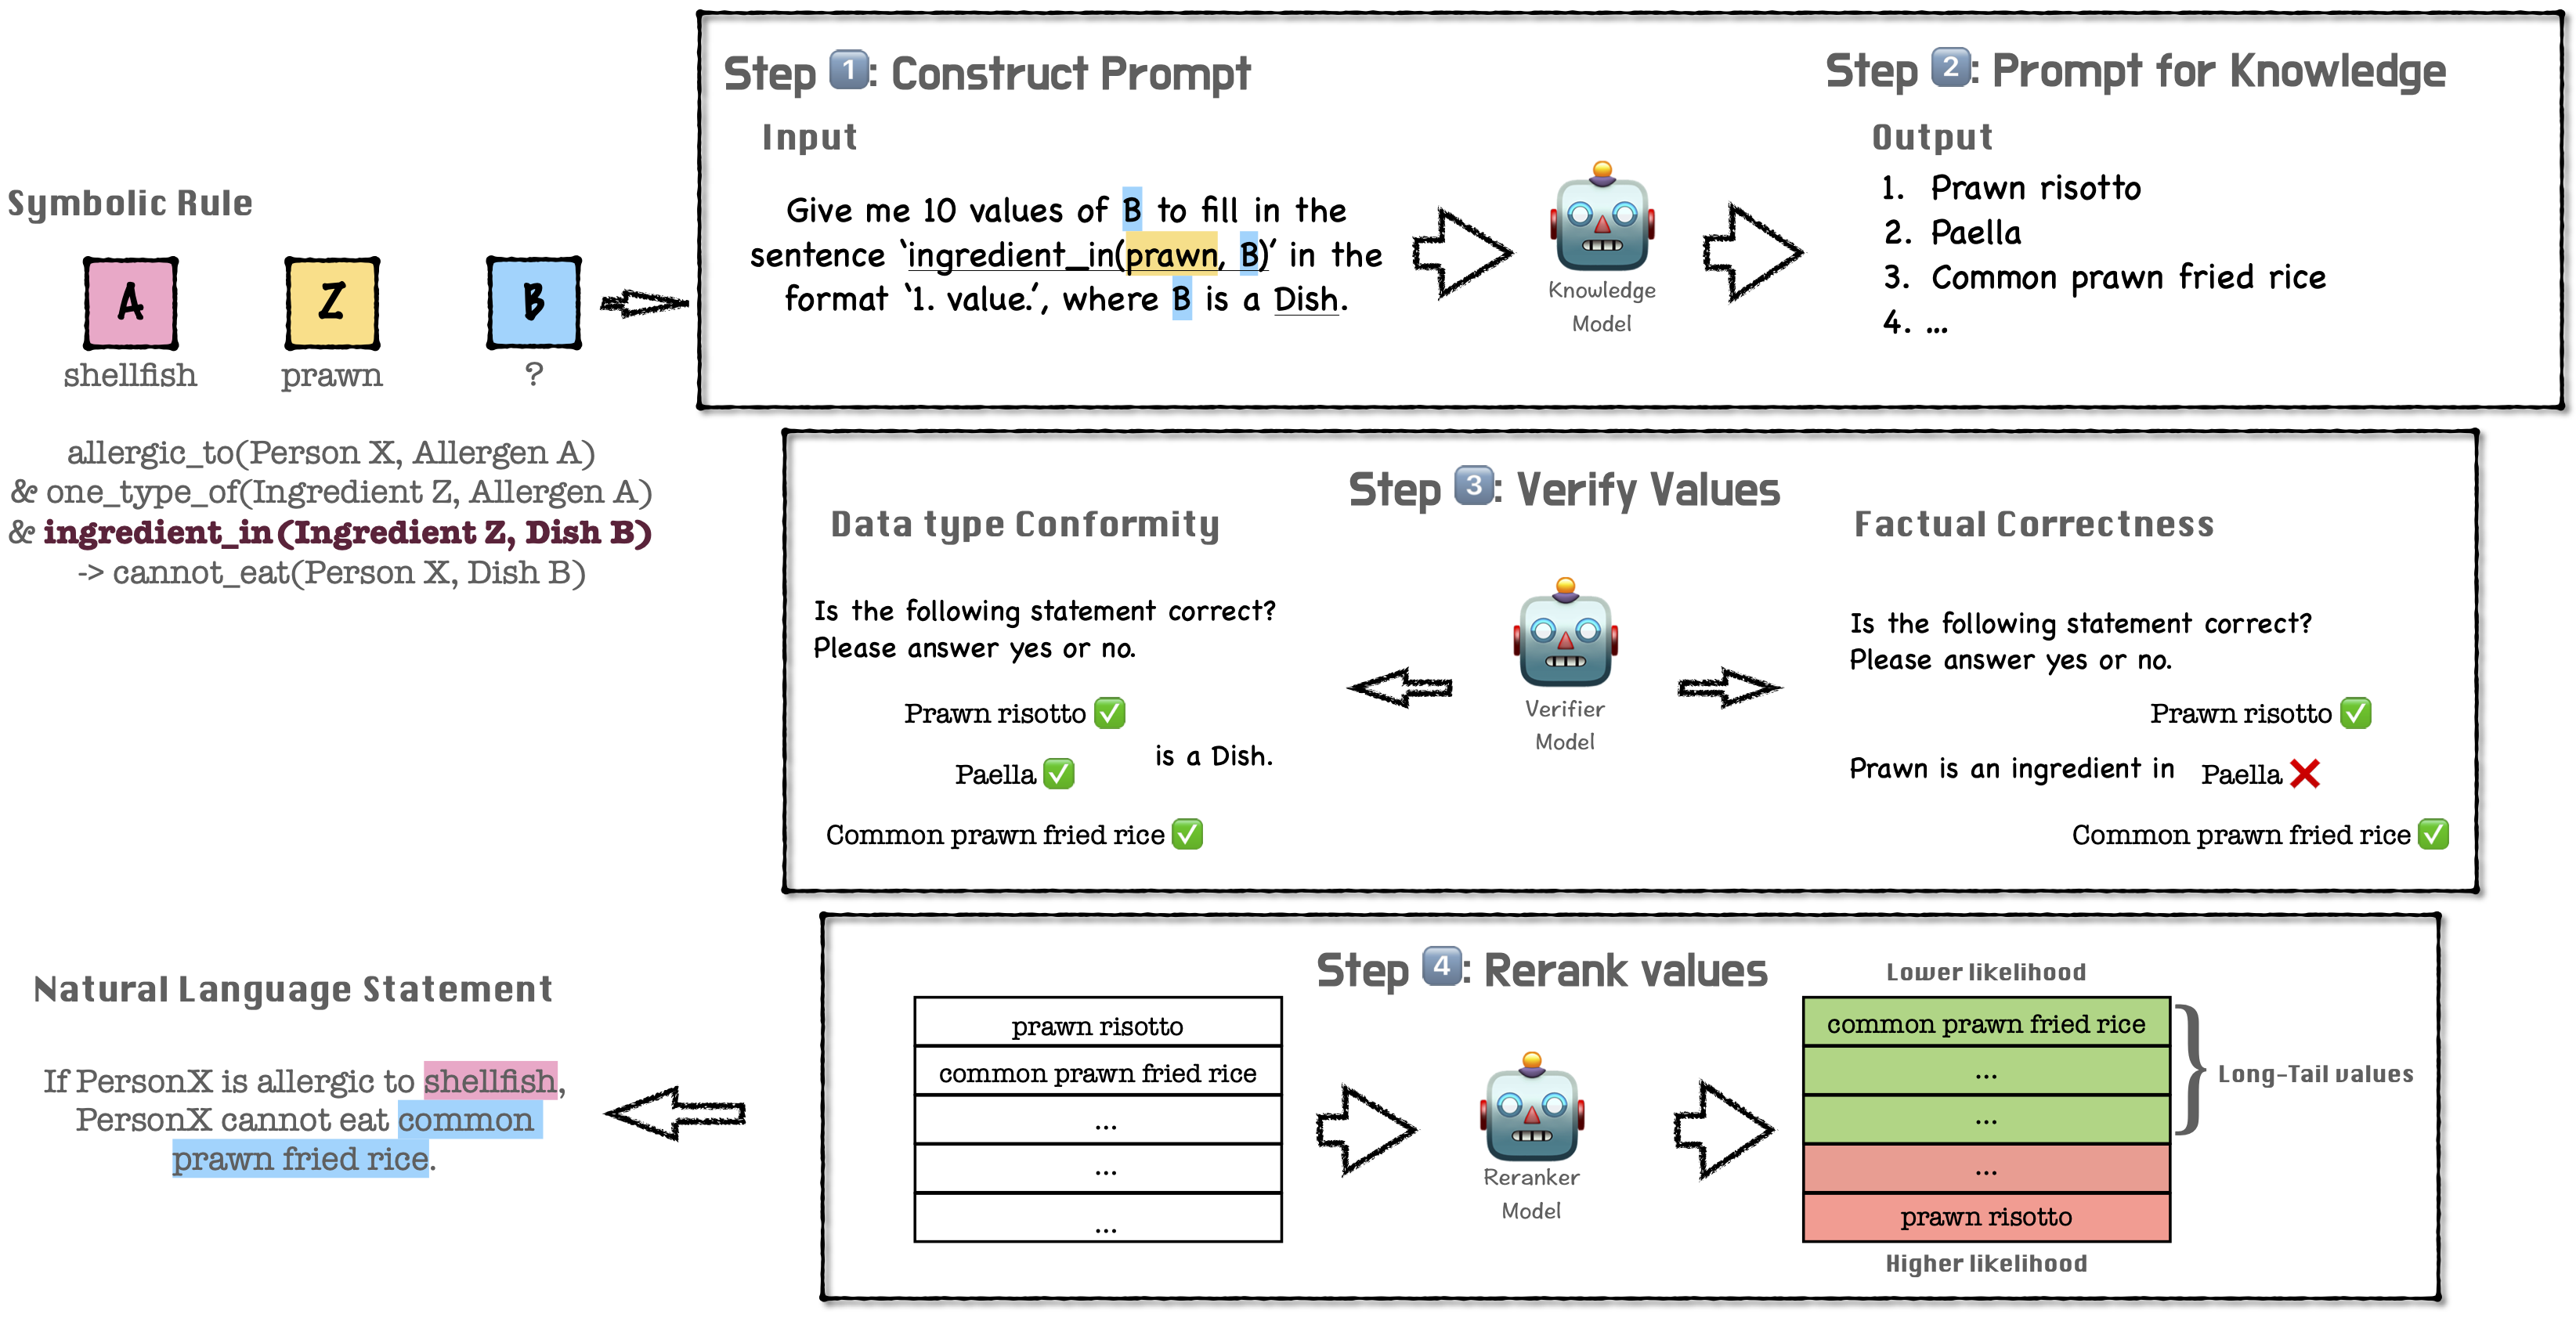 Symbolic Rule
A
Z
B
shellfish
prawn
?
allergic_to(Person X, Allergen A)
& one_type_of(Ingredient Z, Allergen A)
& ingredient_in(Ingredient Z, Dish B)
-> cannot_eat(Person X, Dish B)
Step 1: Construct Prompt
Input
Give me 10 values of B to fill in the
sentence ‘ingredient_in(prawn, B)’ in the
format ‘1. value.’, where B is a Dish.
Knowledge
Model
Step 2: Prompt for Knowledge
Output
1. Prawn risotto
2. Paella
3. Common prawn fried rice
4. ...
Step 3: Verify Values
Data type Conformity
Is the following statement correct?
Please answer yes or no.
Prawn risotto ✅
Paella ✅
is a Dish.
Common prawn fried rice ✅
Verifier
Model
Factual Correctness
Is the following statement correct?
Please answer yes or no.
Prawn risotto ✅
Prawn is an ingredient in Paella ❌
Common prawn fried rice ✅
Step 4: Rerank values
prawn risotto
common prawn fried rice
...
...
...
Reranker
Model
Lower likelihood
common prawn fried rice
...
...
...
prawn risotto
Higher likelihood
Long-Tail values
Natural Language Statement
If PersonX is allergic to shellfish,
PersonX cannot eat common
prawn fried rice.